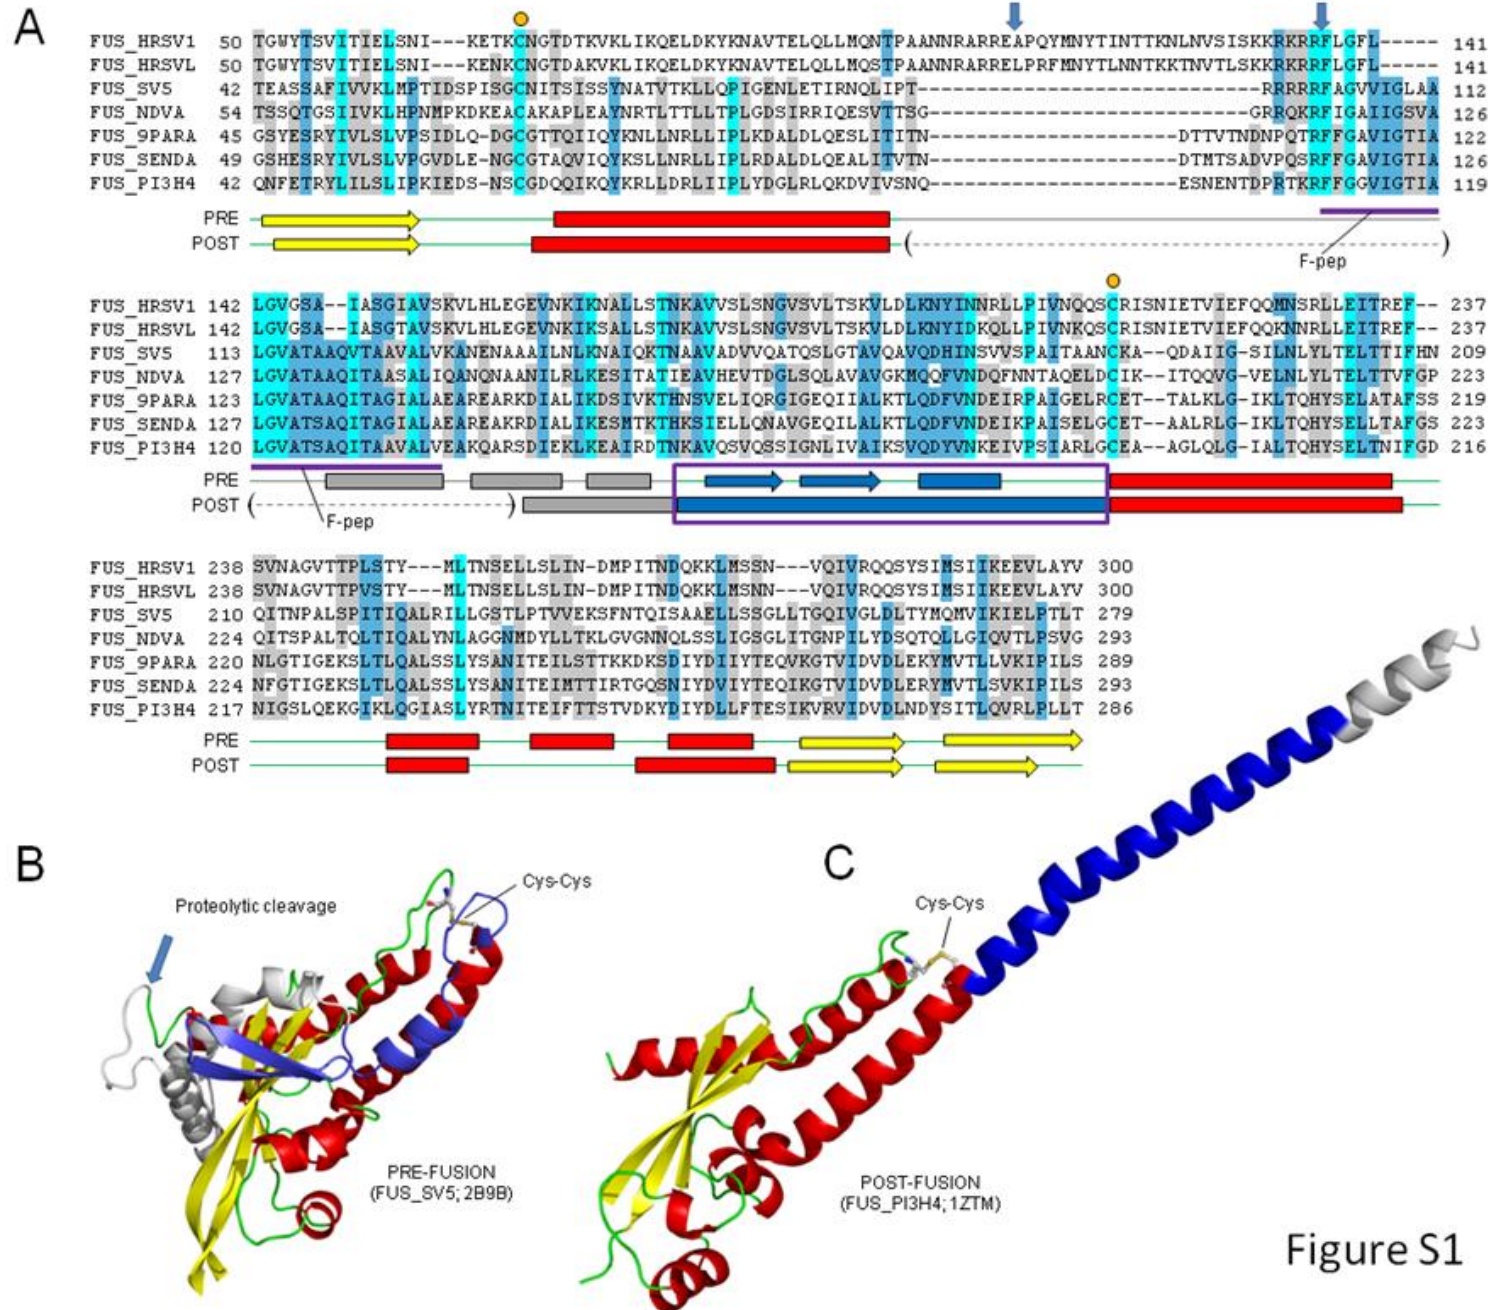 A
FUS_HRSV1 50 TGWYTSVITIELSNI---KETKCNGTDTKVKLIKQELDKYKNAVTELQLLMQNTPAANNRARREAPQYMNYTINTTKNLNVSISKKRKRRFLGFL----- 141
FUS_HRSVL 50 TGWYTSVITIELSNI---KENKCNGTDAKVKLIKQELDKYKNAVTELQLLMQSTPAANNRARRELPRFMNYTLNNTKKTNVTLSKKRKRRFLGFL----- 141
FUS_SV5 42 TEASSAFIVVKLMPTIDSPISGCNITSISSYNATVTKLLQPIGENLETIRNQLIPT-----------------------------RRRRRFAGVVIGLAA 112
FUS_NDVA 54 TSSQTGSIIVKLHPNMPKDKEACAKAPLEAYNRTLTTLLTPLGDSIRRIQESVTTSG---------------------------GRRQKRFIGAIIGSVA 126
FUS_9PARA 45 GSYESRYIVLSLVPSIDLQ-DGCGTTQIIQYKNLLNRLLIPLLDALDLQESLITITN---------------------DTTVTNDNPQTRFFGAVIGTIA 122
FUS_SENDA 49 GSHESRYIVLSLVPGVDLE-NGCGTAQVIQYKSLLNRLLIPLRDALDLQEALITVTN---------------------DTMTSADVPQSRFFGAVIGTIA 126
FUS_PI3H4 42 QNFETRYLILSLIPKIEDS-NSCGDQQIKQYKRLLDRLIIPLYDGLRLQKDVIVSNQ---------------------ESNENTDPRTKRFFGGVIGTIA 119
PRE
POST
F-pep
FUS_HRSV1 142 LGVGSA--IASGIAVSKVLHLEGEVNKIKNALLSTNKAVVSLSNGVSVLTSKVLDLKNYINNRLLPIVNQQSCRISNIETVIEFQQMNSRLLEITREF-- 237
FUS_HRSVL 142 LGVGSA--IASGTAVSKVLHLEGEVNKIKSALLSTNKAVVSLSNGVSVLTSKVLDLKNYIDKQLLPIVNKQSCRISNIETVIEFQQKNNRLLEITREF-- 237
FUS_SV5 113 LGVATAAQVTAAVALVKANENAAAILNLKNAIQKTNAAVADVVQATQSLGTAVQAVQDHINSVVSPAITAANCKA--QDAIIG-SILNLYLTELTTIFHN 209
FUS_NDVA 127 LGVATAAQITAASALIQANQNAANILRLKESITATIEAVHEVTDGLSQLAVAVGKMQQFVNDQFNNTAQELDCIK--ITQQVG-VELNLYLTELTTVFGP 223
FUS_9PARA 123 LGVATAAQITAGIALAEAREARKDIALIKDSIVKTHNSVELIQRGIGEQIIALKTLQDFVNDEIRPAIGELRCET--TALKLG-IKLTQHYSELATAFSS 219
FUS_SENDA 127 LGVATSAQITAGIALAEAREAKRDIALIKESMTKTHKSIELLQNAVGEQILALKTLQDFVNDEIKPAISELGCET--AALRLG-IKLTQHYSELLTAFGS 223
FUS_PI3H4 120 LGVATSAQITAAVALVEAKQARSDIEKLKEAIRDTNKAVQSVQSSIGNLIVAIKSVQDYVNKEIVPSIARLGCEA--AGLQLG-IALTQHYSELTNIFGD 216
PRE
POST
F-pep
FUS_HRSV1 238 SVNAGVTTPLSTY---MLTNSELLSLIN-DMPITNDQKKLMSSN---VQIVRQQSYSIMSIIKEEVLAYV 300
FUS_HRSVL 238 SVNAGVTTPVSTY---MLTNSELLSLIN-DMPITNDQKKLMSNN---VQIVRQQSYSIMSIIKEEVLAYV 300
FUS_SV5 210 QITNPALSPITIQALRILLGSTLPTVVEKSFNTQISAAELLSSGLLTGQIVGLDLTYMQMVIKIELPTLT 279
FUS_NDVA 224 QITSPALTQLTIQALYNLAGGNMDYLLTKLGVGNNQLSSLIGSGLITGNPILYDSQTQLLGIQVTLPSVG 293
FUS_9PARA 220 NLGTIGEKSLTLQALSSLYSANITEILSTTKKDKSDIYDIIYTEQVKGTVIDVDLEKYMVTLLVKIPILS 289
FUS_SENDA 224 NFGTIGEKSLTLQALSSLYSANITEIMTTIRTGQSNIYDVIYTEQIKGTVIDVDLERYMVTLSVKIPILS 293
FUS_PI3H4 217 NIGSLQEKGIKLQGIASLYRTNITEIFTTSTVDKYDIYDLLFTESIKVRVIDVDLNDYSITLQVRLPLLT 286
PRE
POST
B
C
Cys-Cys
Proteolytic cleavage
Cys-Cys
PRE-FUSION
(FUS_SV5; 2B9B)
POST-FUSION
(FUS_PI3H4; 1ZTM)
Figure S1